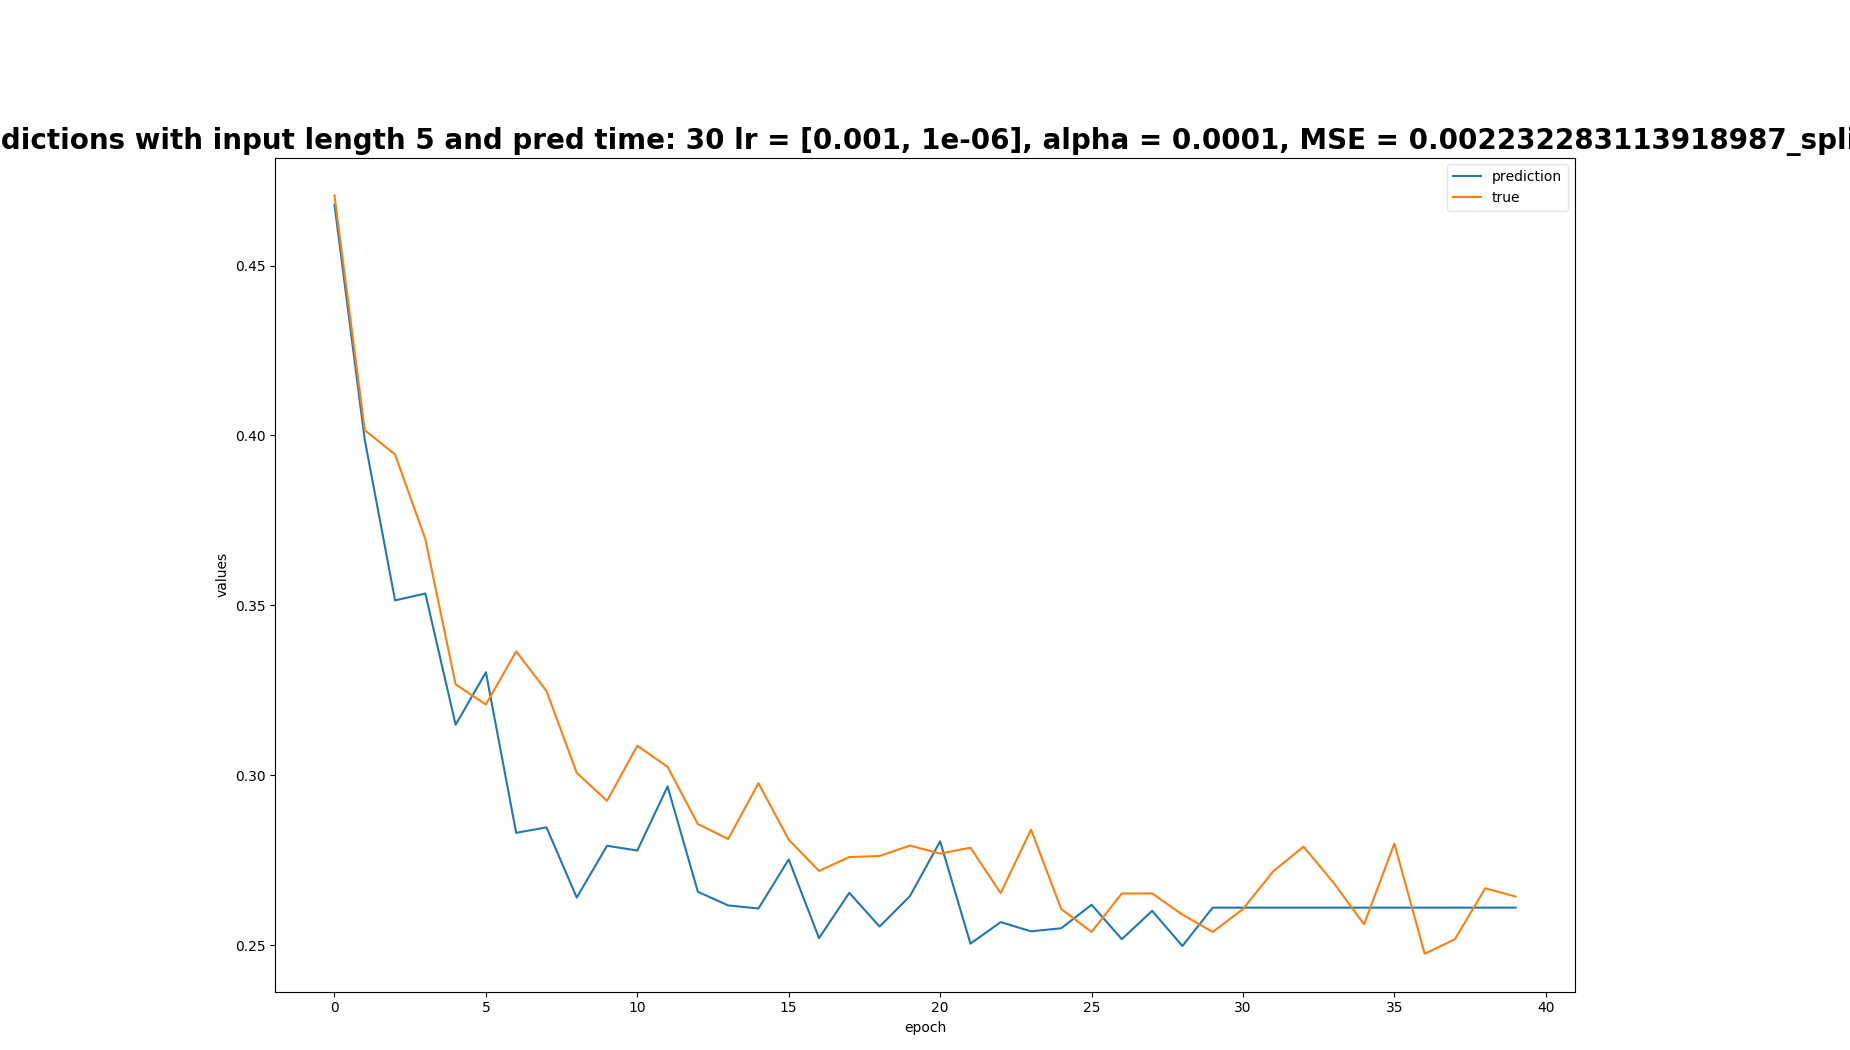 dictions with input length 5 and pred time: 30 lr = [0.001, 1e-06], alpha = 0.0001, MSE = 0.002232283113918987_spli
prediction
true
0.45
0.40
0.35
0.30
0.25
values
0 5 10 15 20 25 30 35 40
epoch